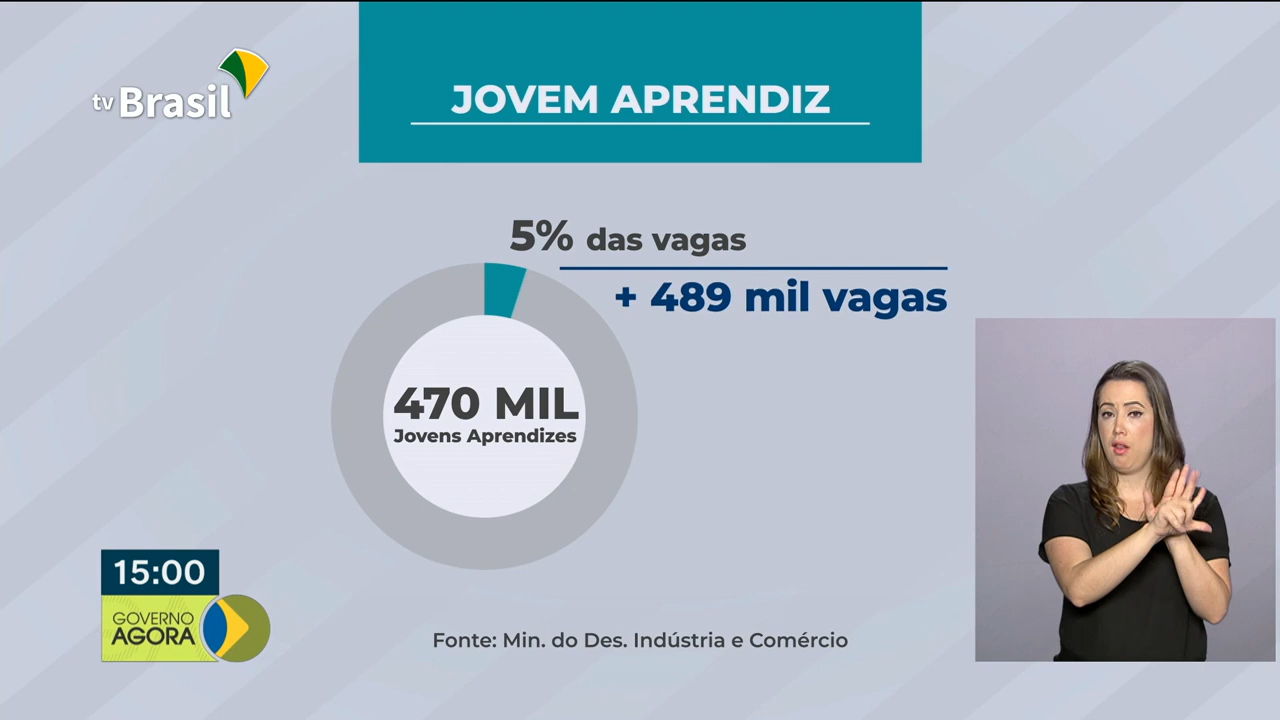 tv Brasil
JOVEM APRENDIZ
5% das vagas
+ 489 mil vagas
470 MIL
Jovens Aprendizes
15:00
GOVERNO
AGORA
Fonte: Min. do Des. Indústria e Comércio